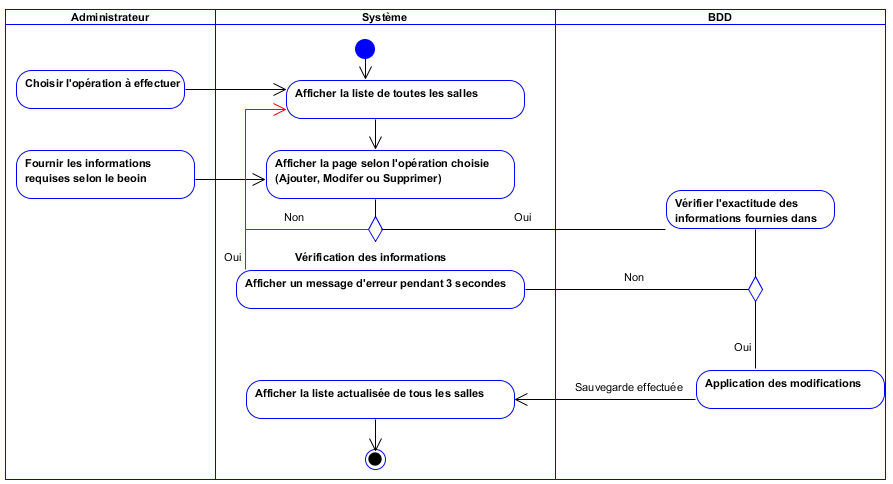 Administrateur
Système
BDD
Choisir l'opération à effectuer
Afficher la liste de toutes les salles
Fournir les informations
requises selon le beoin
Afficher la page selon l'opération choisie
(Ajouter, Modifer ou Supprimer)
Vérifier l'exactitude des
informations fournies dans
Non
Oui
Oui
Vérification des informations
Afficher un message d'erreur pendant 3 secondes
Non
Oui
Afficher la liste actualisée de tous les salles
Sauvegarde effectuée
Application des modifications